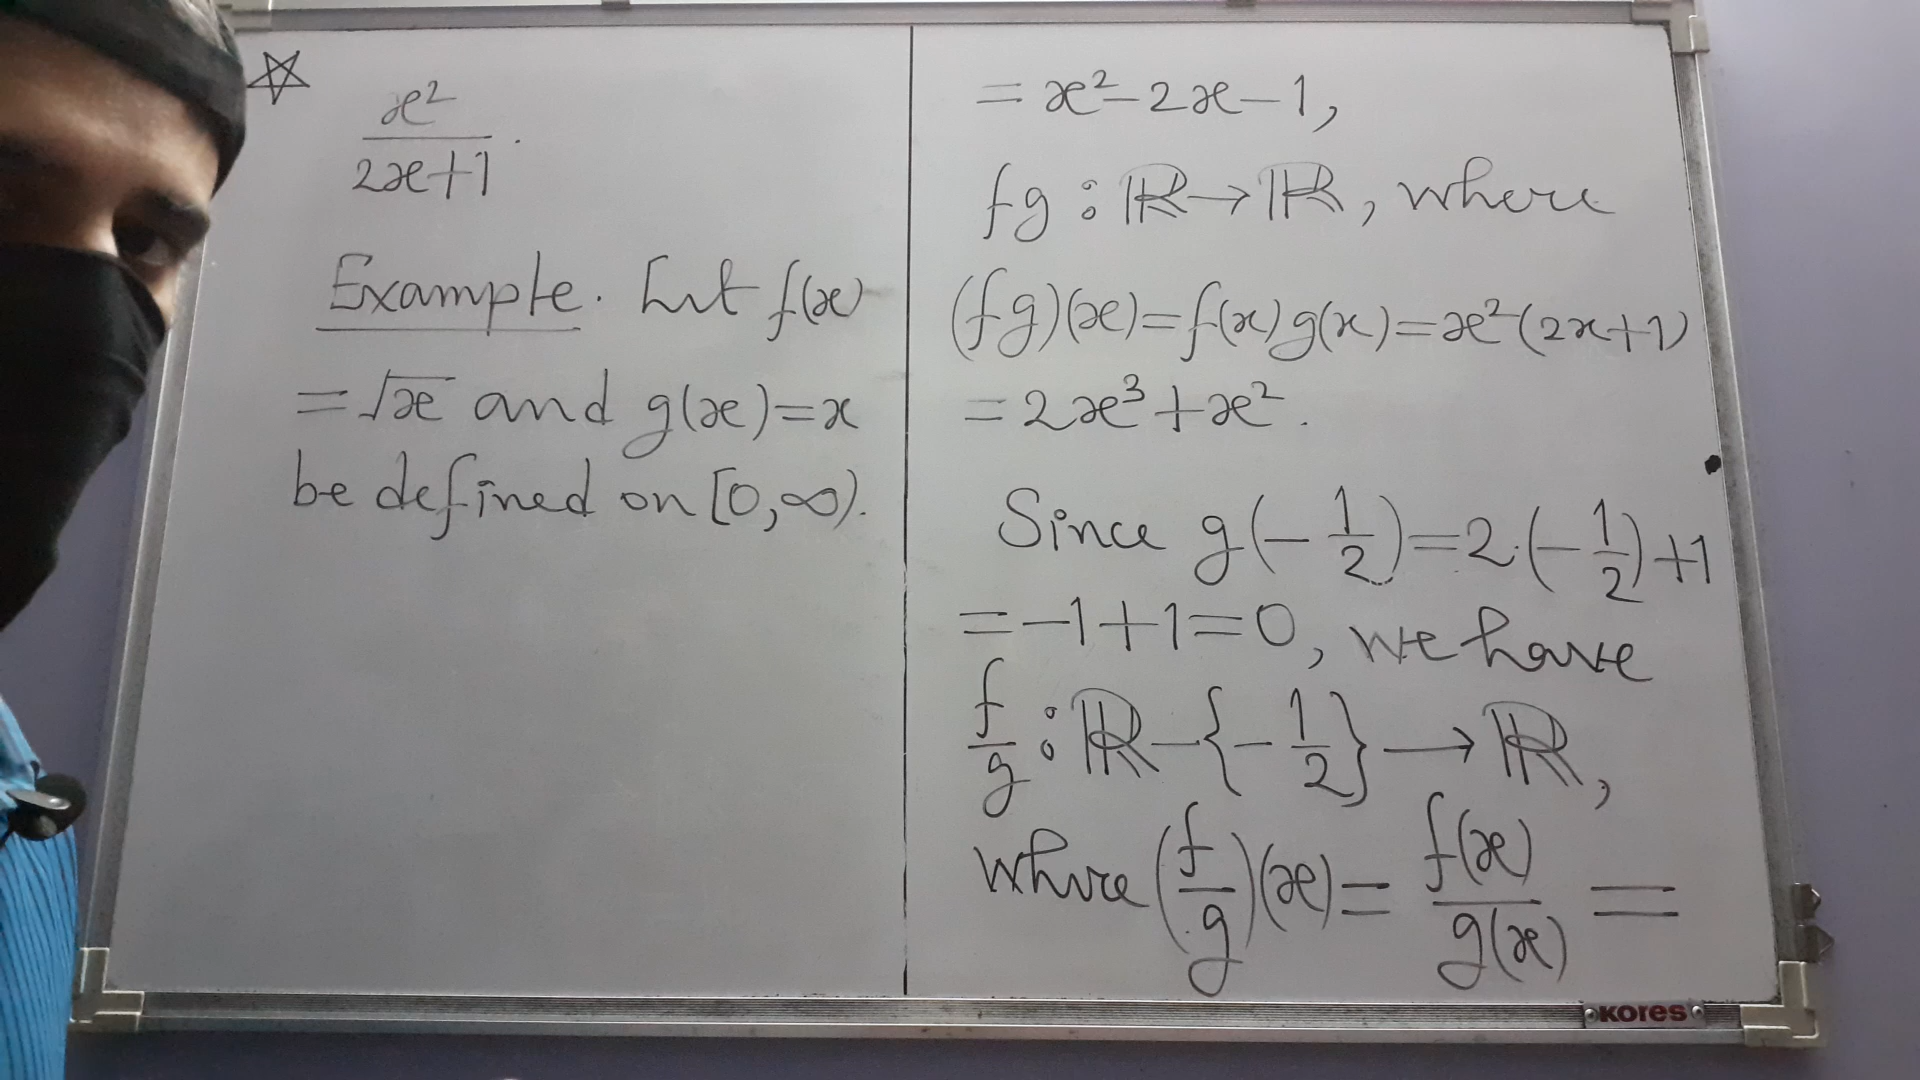 x²
2x+1 .
Example. Let f(x)
= √x and g(x)=x
be defined on [0,∞).
= x²-2x-1,
fg : ℝ→ℝ, where
(fg)(x)=f(x)g(x)=x²(2x+1)
=2x³+x².
Since g(-1/2)=2.(-1/2)+1
=-1+1=0, we have
f/g : ℝ-{-1/2}→ℝ,
where (f/g)(x)= f(x)/g(x) =
KORES